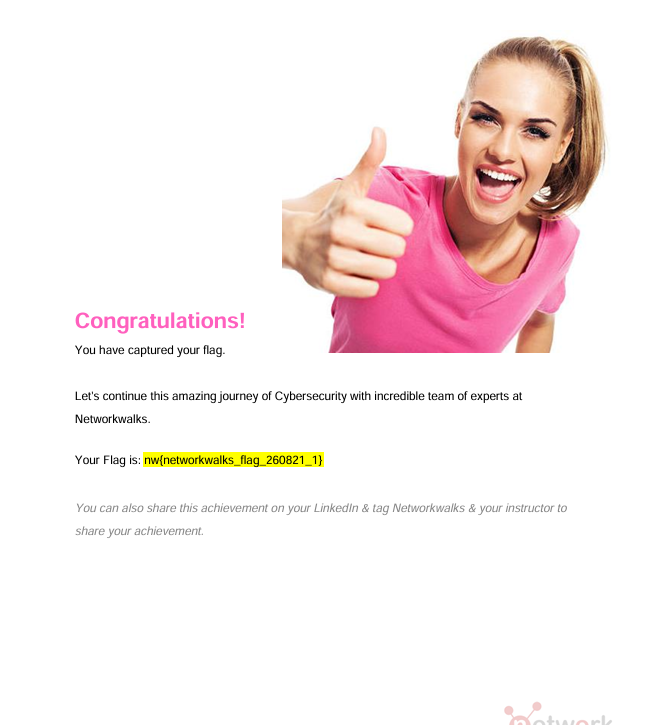 Congratulations!
You have captured your flag.
Let's continue this amazing journey of Cybersecurity with incredible team of experts at
Networkwalks.
Your Flag is: nw{networkwalks_flag_260821_1}
You can also share this achievement on your LinkedIn & tag Networkwalks & your instructor to
share your achievement.
network